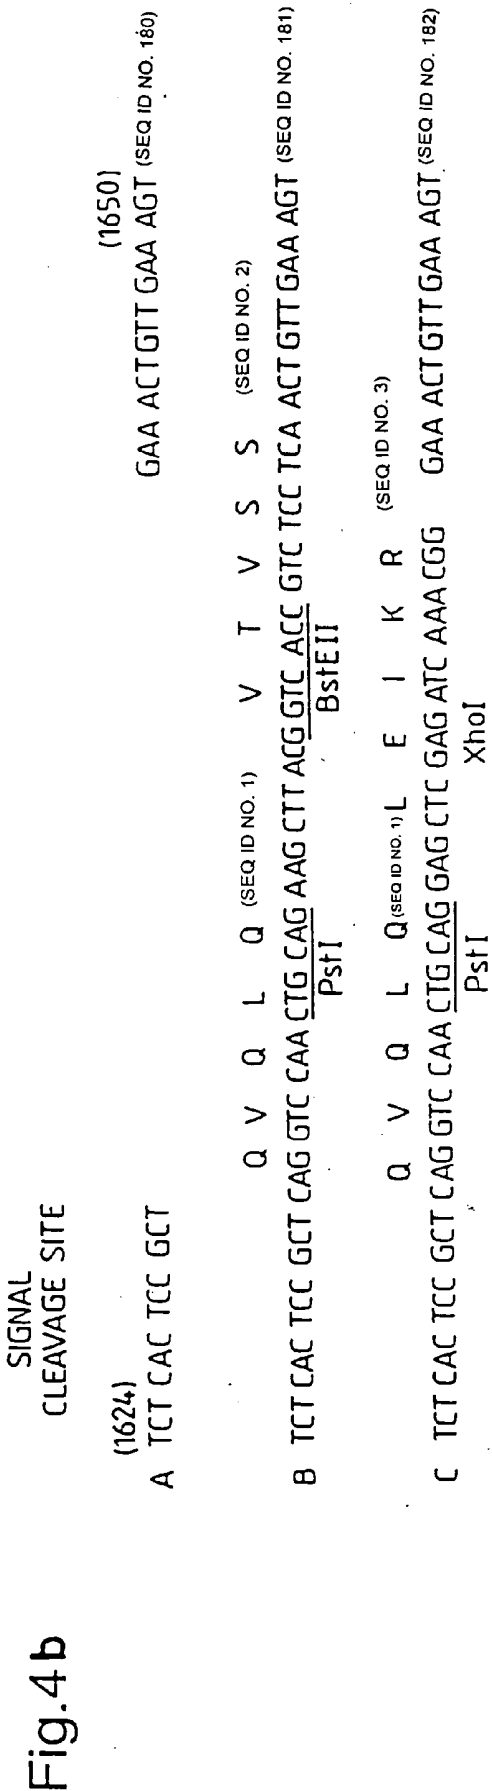 Fig.4b
SIGNAL
CLEAVAGE SITE
(1624) (1650)
A TCT CAC TCC GCT GAA ACTGTT GAA AGT (SEQ ID NO. 180)
Q V Q L Q (SEQ ID NO. 1) V T V S S (SEQ ID NO. 2)
B TCT CAC TCC GCT CAG GTC CAA CTG CAG AAG CTT ACG GTC ACC GTC TCC TCA ACT GTT GAA AGT (SEQ ID NO. 181)
PstI BstEII
Q V Q L Q (SEQ ID NO. 1) L E I K R (SEQ ID NO. 3)
C TCT CAC TCC GCT CAG GTC CAA CTG CAG GAG CTC GAG ATC AAA CGG GAA ACTGTT GAA AGT (SEQ ID NO. 182)
PstI XhoI